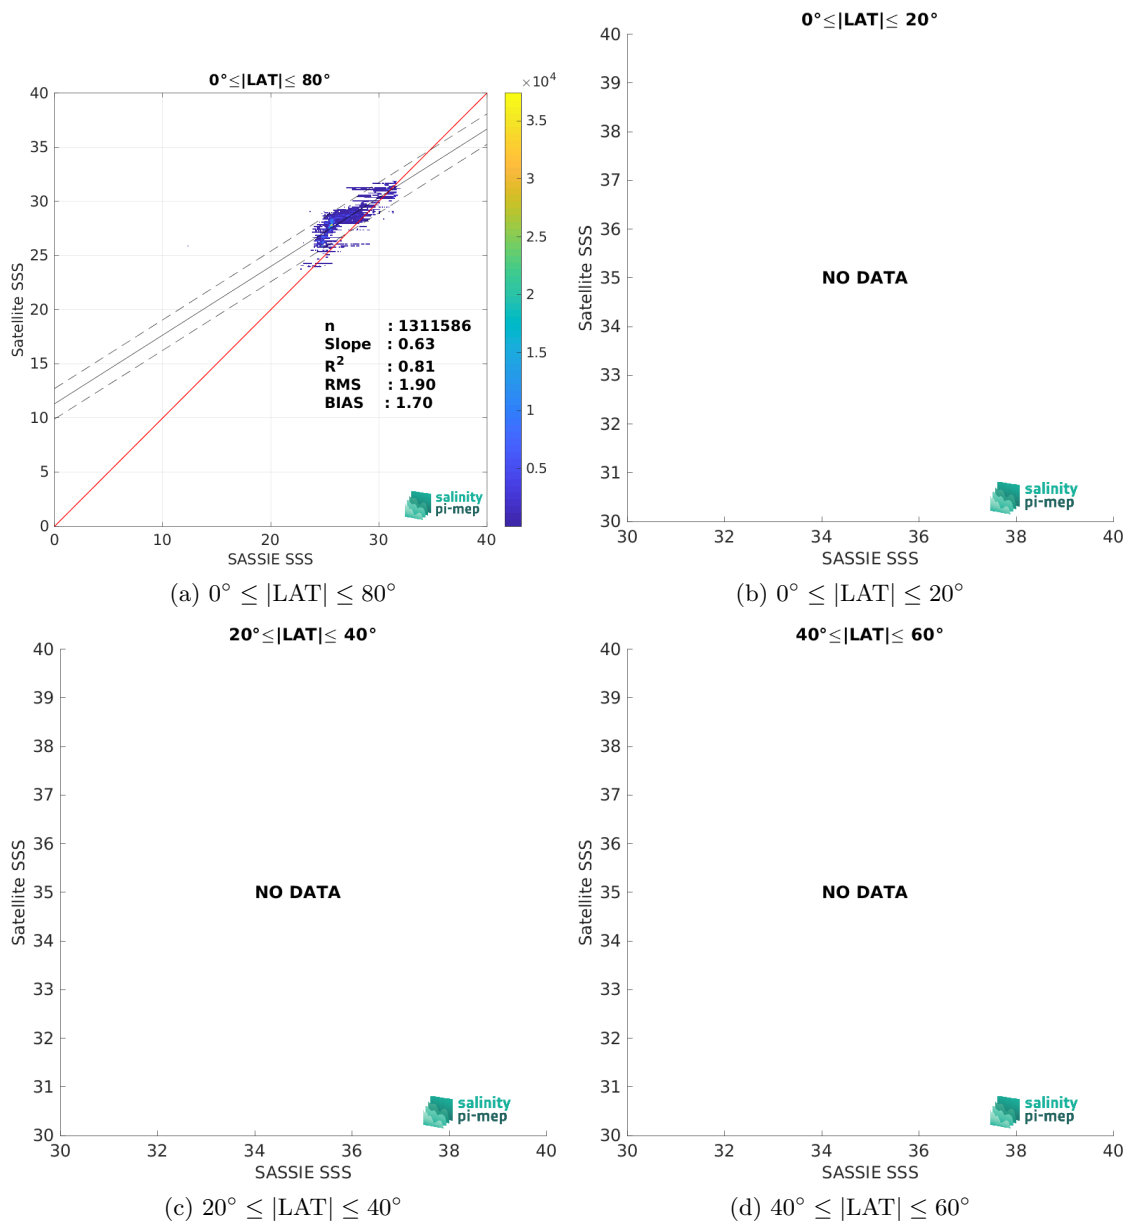 0°≤|LAT|≤ 80°
×10⁴
40
35
30
25
20
15
10
5
0
Satellite SSS
0 10 20 30 40
SASSIE SSS
3.5
3
2.5
2
1.5
1
0.5
n : 1311586
Slope : 0.63
R² : 0.81
RMS : 1.90
BIAS : 1.70
salinity
pi-mep
(a) 0° ≤ |LAT| ≤ 80°
0°≤|LAT|≤ 20°
40
39
38
37
36
35
34
33
32
31
30
Satellite SSS
NO DATA
salinity
pi-mep
30 32 34 36 38 40
SASSIE SSS
(b) 0° ≤ |LAT| ≤ 20°
20°≤|LAT|≤ 40°
40
39
38
37
36
35
34
33
32
31
30
Satellite SSS
NO DATA
salinity
pi-mep
30 32 34 36 38 40
SASSIE SSS
(c) 20° ≤ |LAT| ≤ 40°
40°≤|LAT|≤ 60°
40
39
38
37
36
35
34
33
32
31
30
Satellite SSS
NO DATA
salinity
pi-mep
30 32 34 36 38 40
SASSIE SSS
(d) 40° ≤ |LAT| ≤ 60°